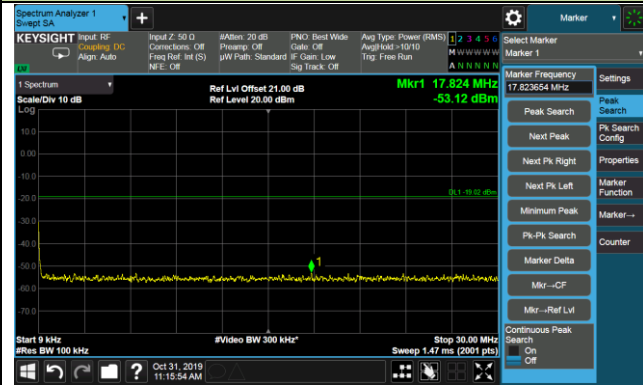 Spectrum Analyzer 1
Swept SA
Marker
KEYSIGHT Input: RF
Coupling: DC
Align: Auto
Input Z: 50 Ω
Corrections: Off
Freq Ref: Int (S)
NFE: Off
#Atten: 20 dB
Preamp: Off
µW Path: Standard
PNO: Best Wide
Gate: Off
IF Gain: Low
Sig Track: Off
Avg Type: Power (RMS)
Avg|Hold:>10/10
Trig: Free Run
1 2 3 4 5 6
M W W W W W
A N N N N N
Select Marker
Marker 1
1 Spectrum
Scale/Div 10 dB
Log
Ref Lvl Offset 21.00 dB
Ref Level 20.00 dBm
Mkr1 17.824 MHz
-53.12 dBm
10.0
0.00
-10.0
-20.0
-30.0
-40.0
-50.0
-60.0
-70.0
DL1 -19.02 dBm
1
Start 9 kHz
#Res BW 100 kHz
#Video BW 300 kHz*
Stop 30.00 MHz
Sweep 1.47 ms (2001 pts)
Marker Frequency
17.823654 MHz
Peak Search
Next Peak
Next Pk Right
Next Pk Left
Minimum Peak
Pk-Pk Search
Marker Delta
Mkr→CF
Mkr→Ref Lvl
Continuous Peak
Search
On
Off
Settings
Peak
Search
Pk Search
Config
Properties
Marker
Function
Marker→
Counter
Oct 31, 2019
11:15:54 AM